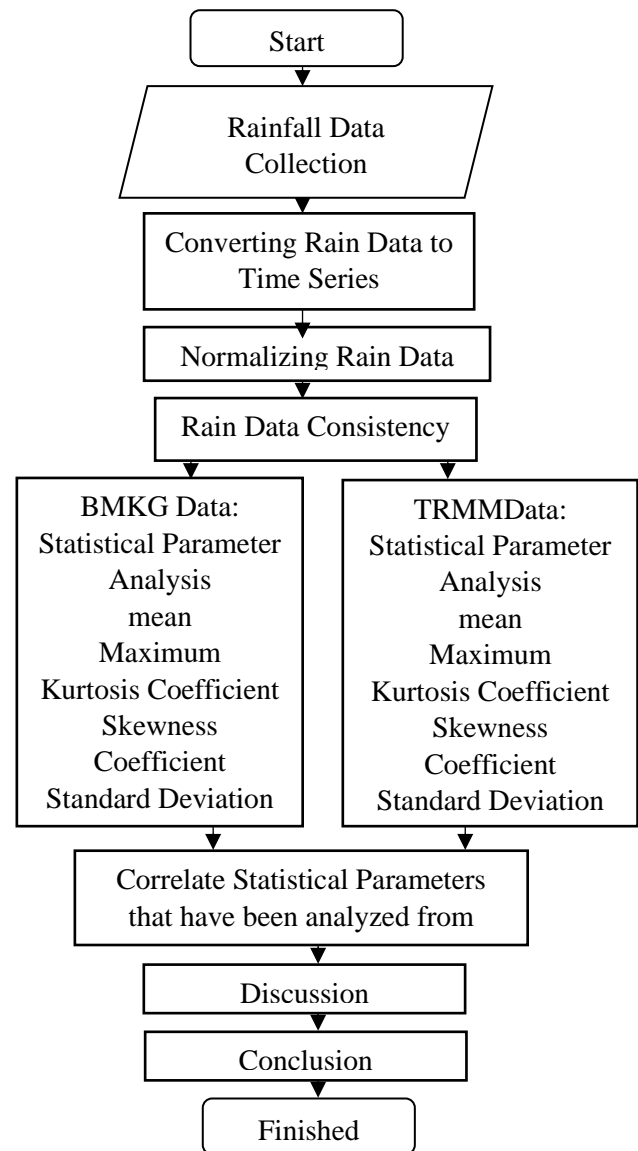 Start
Rainfall Data
Collection
Converting Rain Data to
Time Series
Normalizing Rain Data
Rain Data Consistency
BMKG Data:
Statistical Parameter
Analysis
mean
Maximum
Kurtosis Coefficient
Skewness
Coefficient
Standard Deviation
TRMMData:
Statistical Parameter
Analysis
mean
Maximum
Kurtosis Coefficient
Skewness
Coefficient
Standard Deviation
Correlate Statistical Parameters
that have been analyzed from
Discussion
Conclusion
Finished